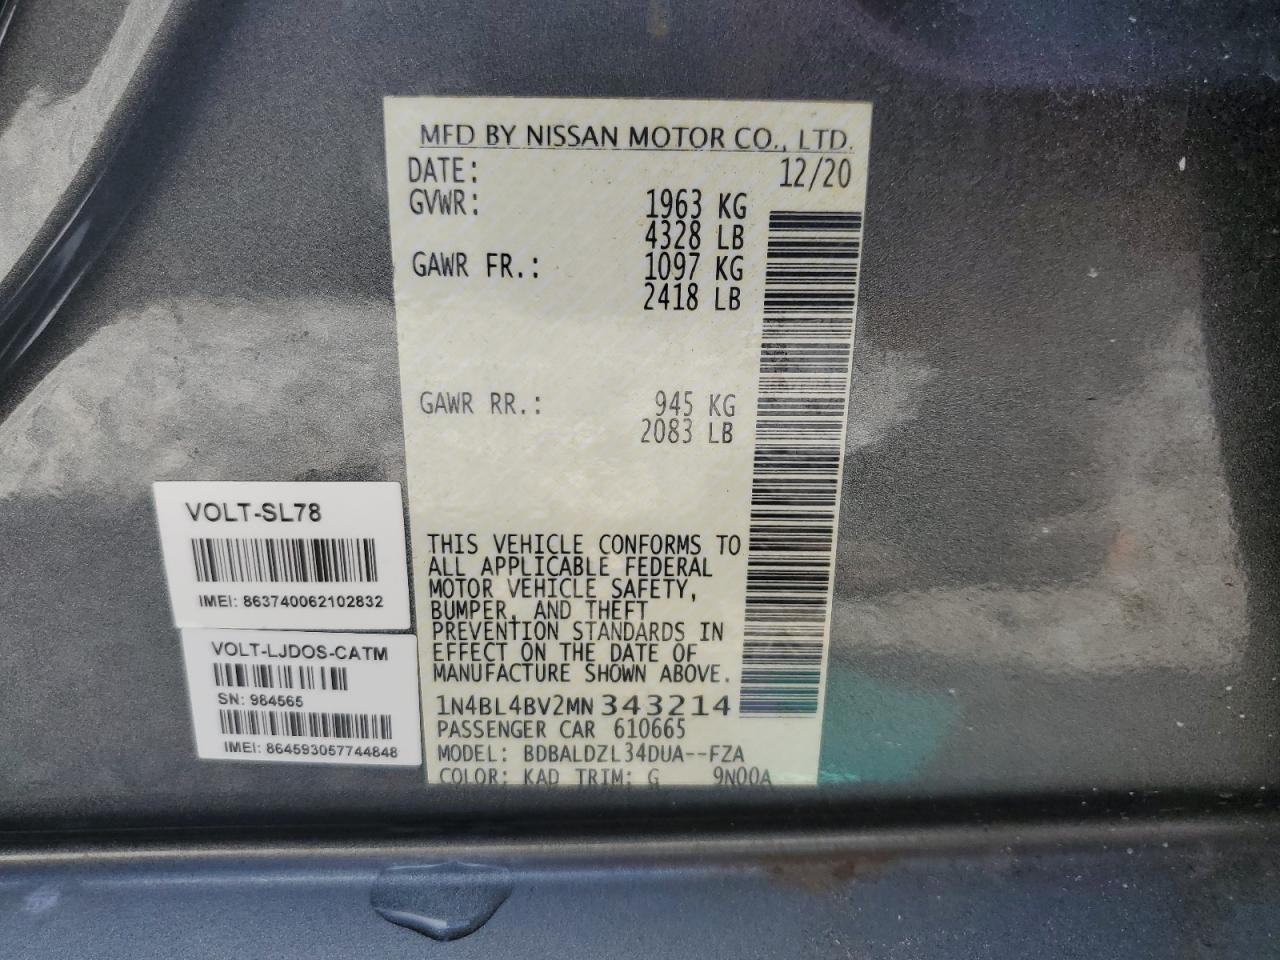 MFD BY NISSAN MOTOR CO., LTD.
DATE: 12/20
GVWR: 1963 KG
4328 LB
GAWR FR.: 1097 KG
2418 LB
GAWR RR.: 945 KG
2083 LB
THIS VEHICLE CONFORMS TO
ALL APPLICABLE FEDERAL
MOTOR VEHICLE SAFETY,
BUMPER, AND THEFT
PREVENTION STANDARDS IN
EFFECT ON THE DATE OF
MANUFACTURE SHOWN ABOVE.
1N4BL4BV2MN343214
PASSENGER CAR 610665
MODEL: BDBALDZL34DUA--FZA
COLOR: KAD TRIM: G 9N00A
VOLT-SL78
IMEI: 863740062102832
VOLT-LJDOS-CATM
SN: 984565
IMEI: 864593057744848